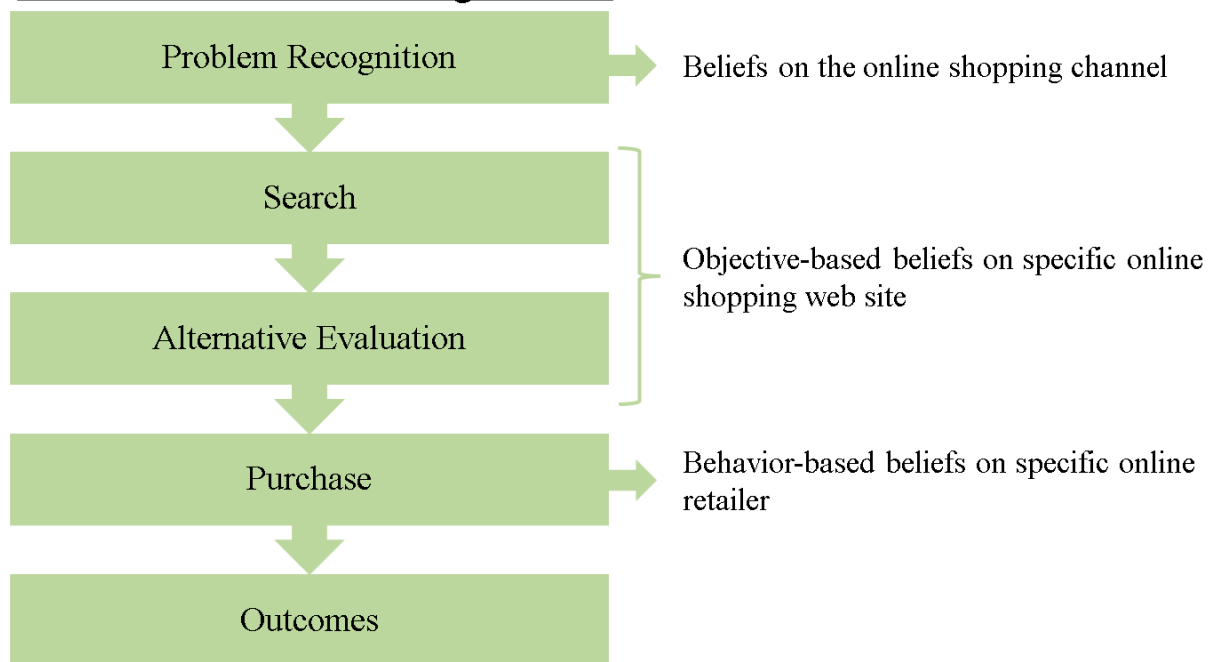 Problem Recognition
Beliefs on the online shopping channel
Search
Objective-based beliefs on specific online
shopping web site
Alternative Evaluation
Purchase
Behavior-based beliefs on specific online
retailer
Outcomes